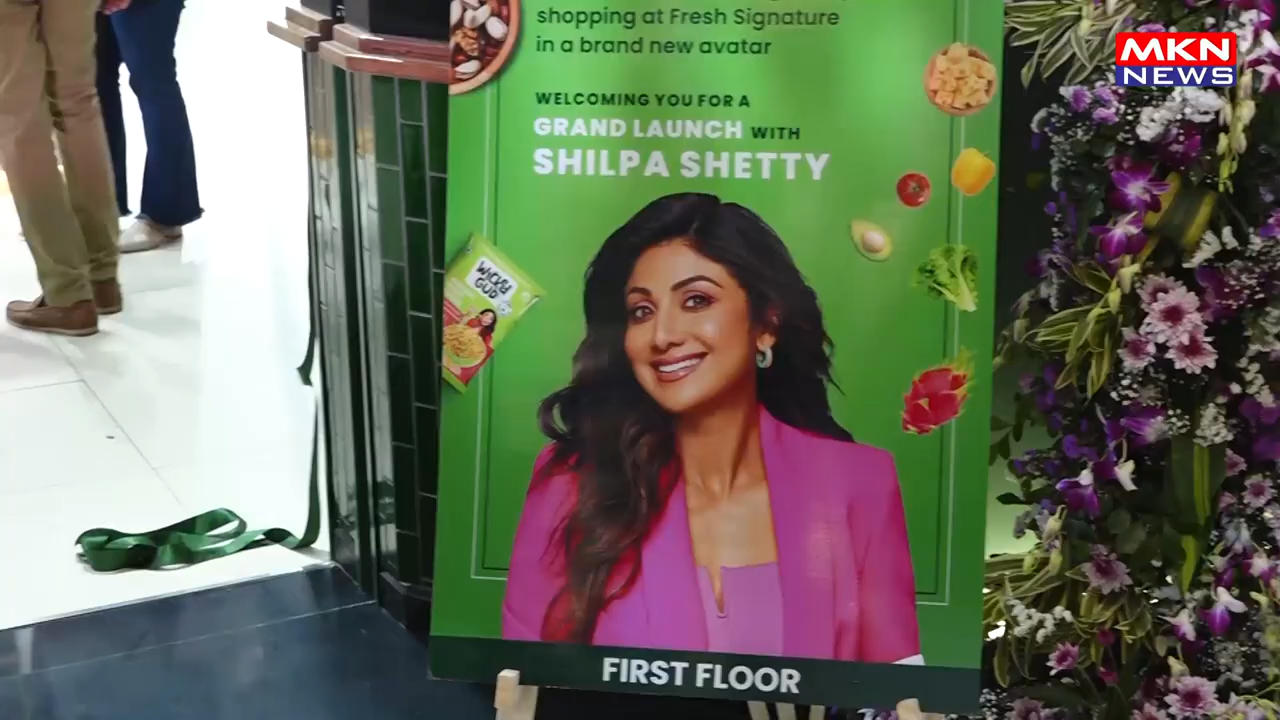 shopping at Fresh Signature
in a brand new avatar
WELCOMING YOU FOR A
GRAND LAUNCH WITH
SHILPA SHETTY
WICKED
GUD
FIRST FLOOR
MKN
NEWS